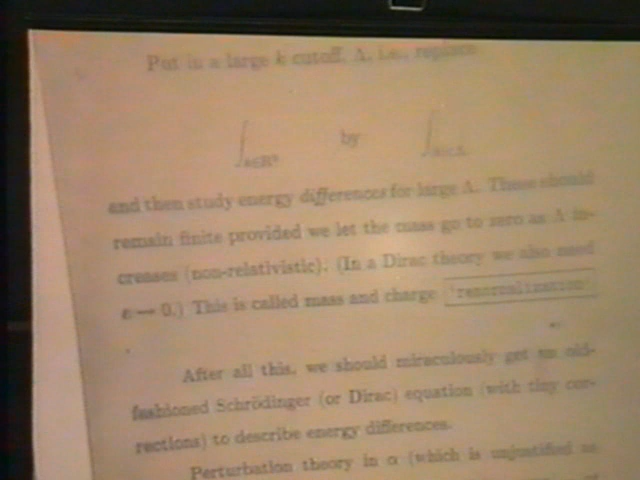 Put in a large k cutoff, Λ, i.e., replace
∫k∈R³ by ∫
and then study energy differences for large Λ. These should
remain finite provided we let the mass go to zero as Λ in-
creases (non-relativistic). (In a Dirac theory we also need
e → 0.) This is called mass and charge 'renormalization'
After all this, we should miraculously get an old-
fashioned Schrödinger (or Dirac) equation (with tiny cor-
rections) to describe energy differences.
Perturbation theory in α (which is unjustified as